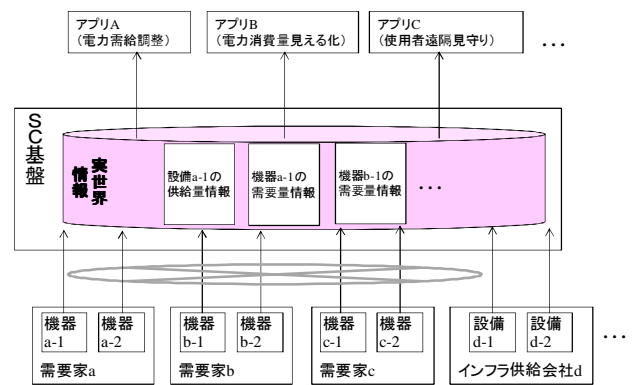 アプリA
(電力需給調整)
アプリB
(電力消費量見える化)
アプリC
(使用者遠隔見守り)
…
SC基盤
実世界
情報
設備a-1の
供給量情報
機器a-1の
需要量情報
機器b-1の
需要量情報
…
機器
a-1
機器
a-2
需要家a
機器
b-1
機器
b-2
需要家b
機器
c-1
機器
c-2
需要家c
設備
d-1
設備
d-2
インフラ供給会社d
…